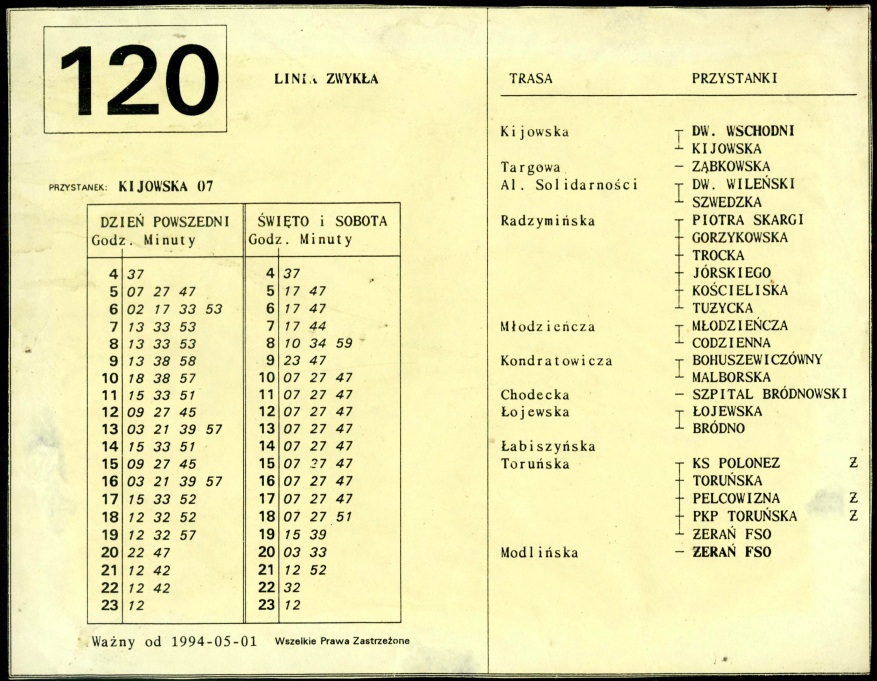 120
LINIA ZWYKŁA
PRZYSTANEK: KIJOWSKA 07
DZIEŃ POWSZEDNI ŚWIĘTO i SOBOTA
Godz. Minuty Godz. Minuty
4 37 4 37
5 07 27 47 5 17 47
6 02 17 33 53 6 17 47
7 13 33 53 7 17 44
8 13 33 53 8 10 34 59
9 13 38 58 9 23 47
10 18 38 57 10 07 27 47
11 15 33 51 11 07 27 47
12 09 27 45 12 07 27 47
13 03 21 39 57 13 07 27 47
14 15 33 51 14 07 27 47
15 09 27 45 15 07 27 47
16 03 21 39 57 16 07 27 47
17 15 33 52 17 07 27 47
18 12 32 52 18 07 27 51
19 12 32 57 19 15 39
20 22 47 20 03 33
21 12 42 21 12 52
22 12 42 22 32
23 12 23 12
Ważny od 1994-05-01 Wszelkie Prawa Zastrzeżone
TRASA PRZYSTANKI
Kijowska DW. WSCHODNI
KIJOWSKA
Targowa ZĄBKOWSKA
Al. Solidarności DW. WILEŃSKI
SZWEDZKA
Radzymińska PIOTRA SKARGI
GORZYKOWSKA
TROCKA
JÓRSKIEGO
KOŚCIELISKA
TUŻYCKA
Młodzieńcza MŁODZIEŃCZA
CODZIENNA
Kondratowicza BOHUSZEWICZÓWNY
MALBORSKA
Chodecka SZPITAL BRÓDNOWSKI
Łojewska ŁOJEWSKA
BRÓDNO
Łabiszyńska
Toruńska KS POLONEZ Ż
TORUŃSKA
PELCOWIZNA Ż
PKP TORUŃSKA Ż
ŻERAŃ FSO
Modlińska ŻERAŃ FSO